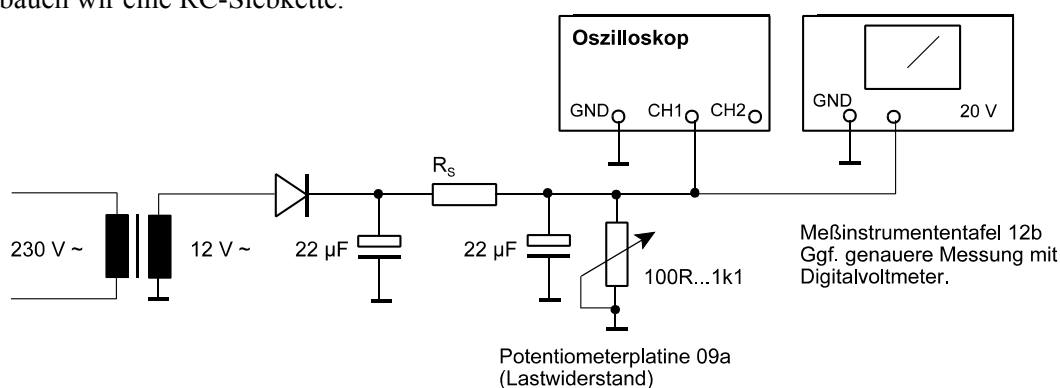 bauen wir eine RC-Siebkette.
Oszilloskop
GND
CH1
CH2
GND
20 V
R_S
230 V ~
12 V ~
22 µF
22 µF
100R...1k1
Meßinstrumententafel 12b
Ggf. genauere Messung mit
Digitalvoltmeter.
Potentiometerplatine 09a
(Lastwiderstand)